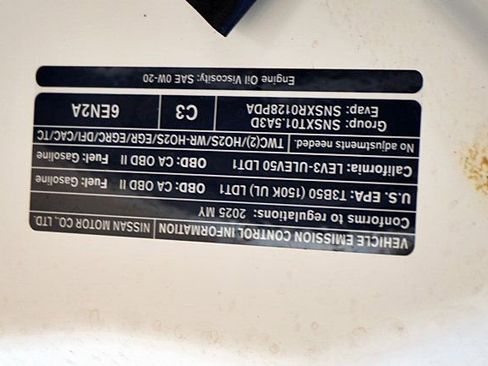 VEHICLE EMISSION CONTROL INFORMATION NISSAN MOTOR CO., LTD.
Conforms to regulations: 2025 MY
U.S. EPA: T3B50 (150K UL) LDT1 OBD: CA OBD II Fuel: Gasoline
California: LEV3-ULEV50 LDT1 OBD: CA OBD II Fuel: Gasoline
No adjustments needed. TWC(2)/HO2S/WR-HO2S/EGR/EGRC/DFI/CAC/TC
Group: SNSXT01.5A3D
Evap: SNSXR0128PDA
C3
6EN2A
Engine Oil Viscosity: SAE 0W-20